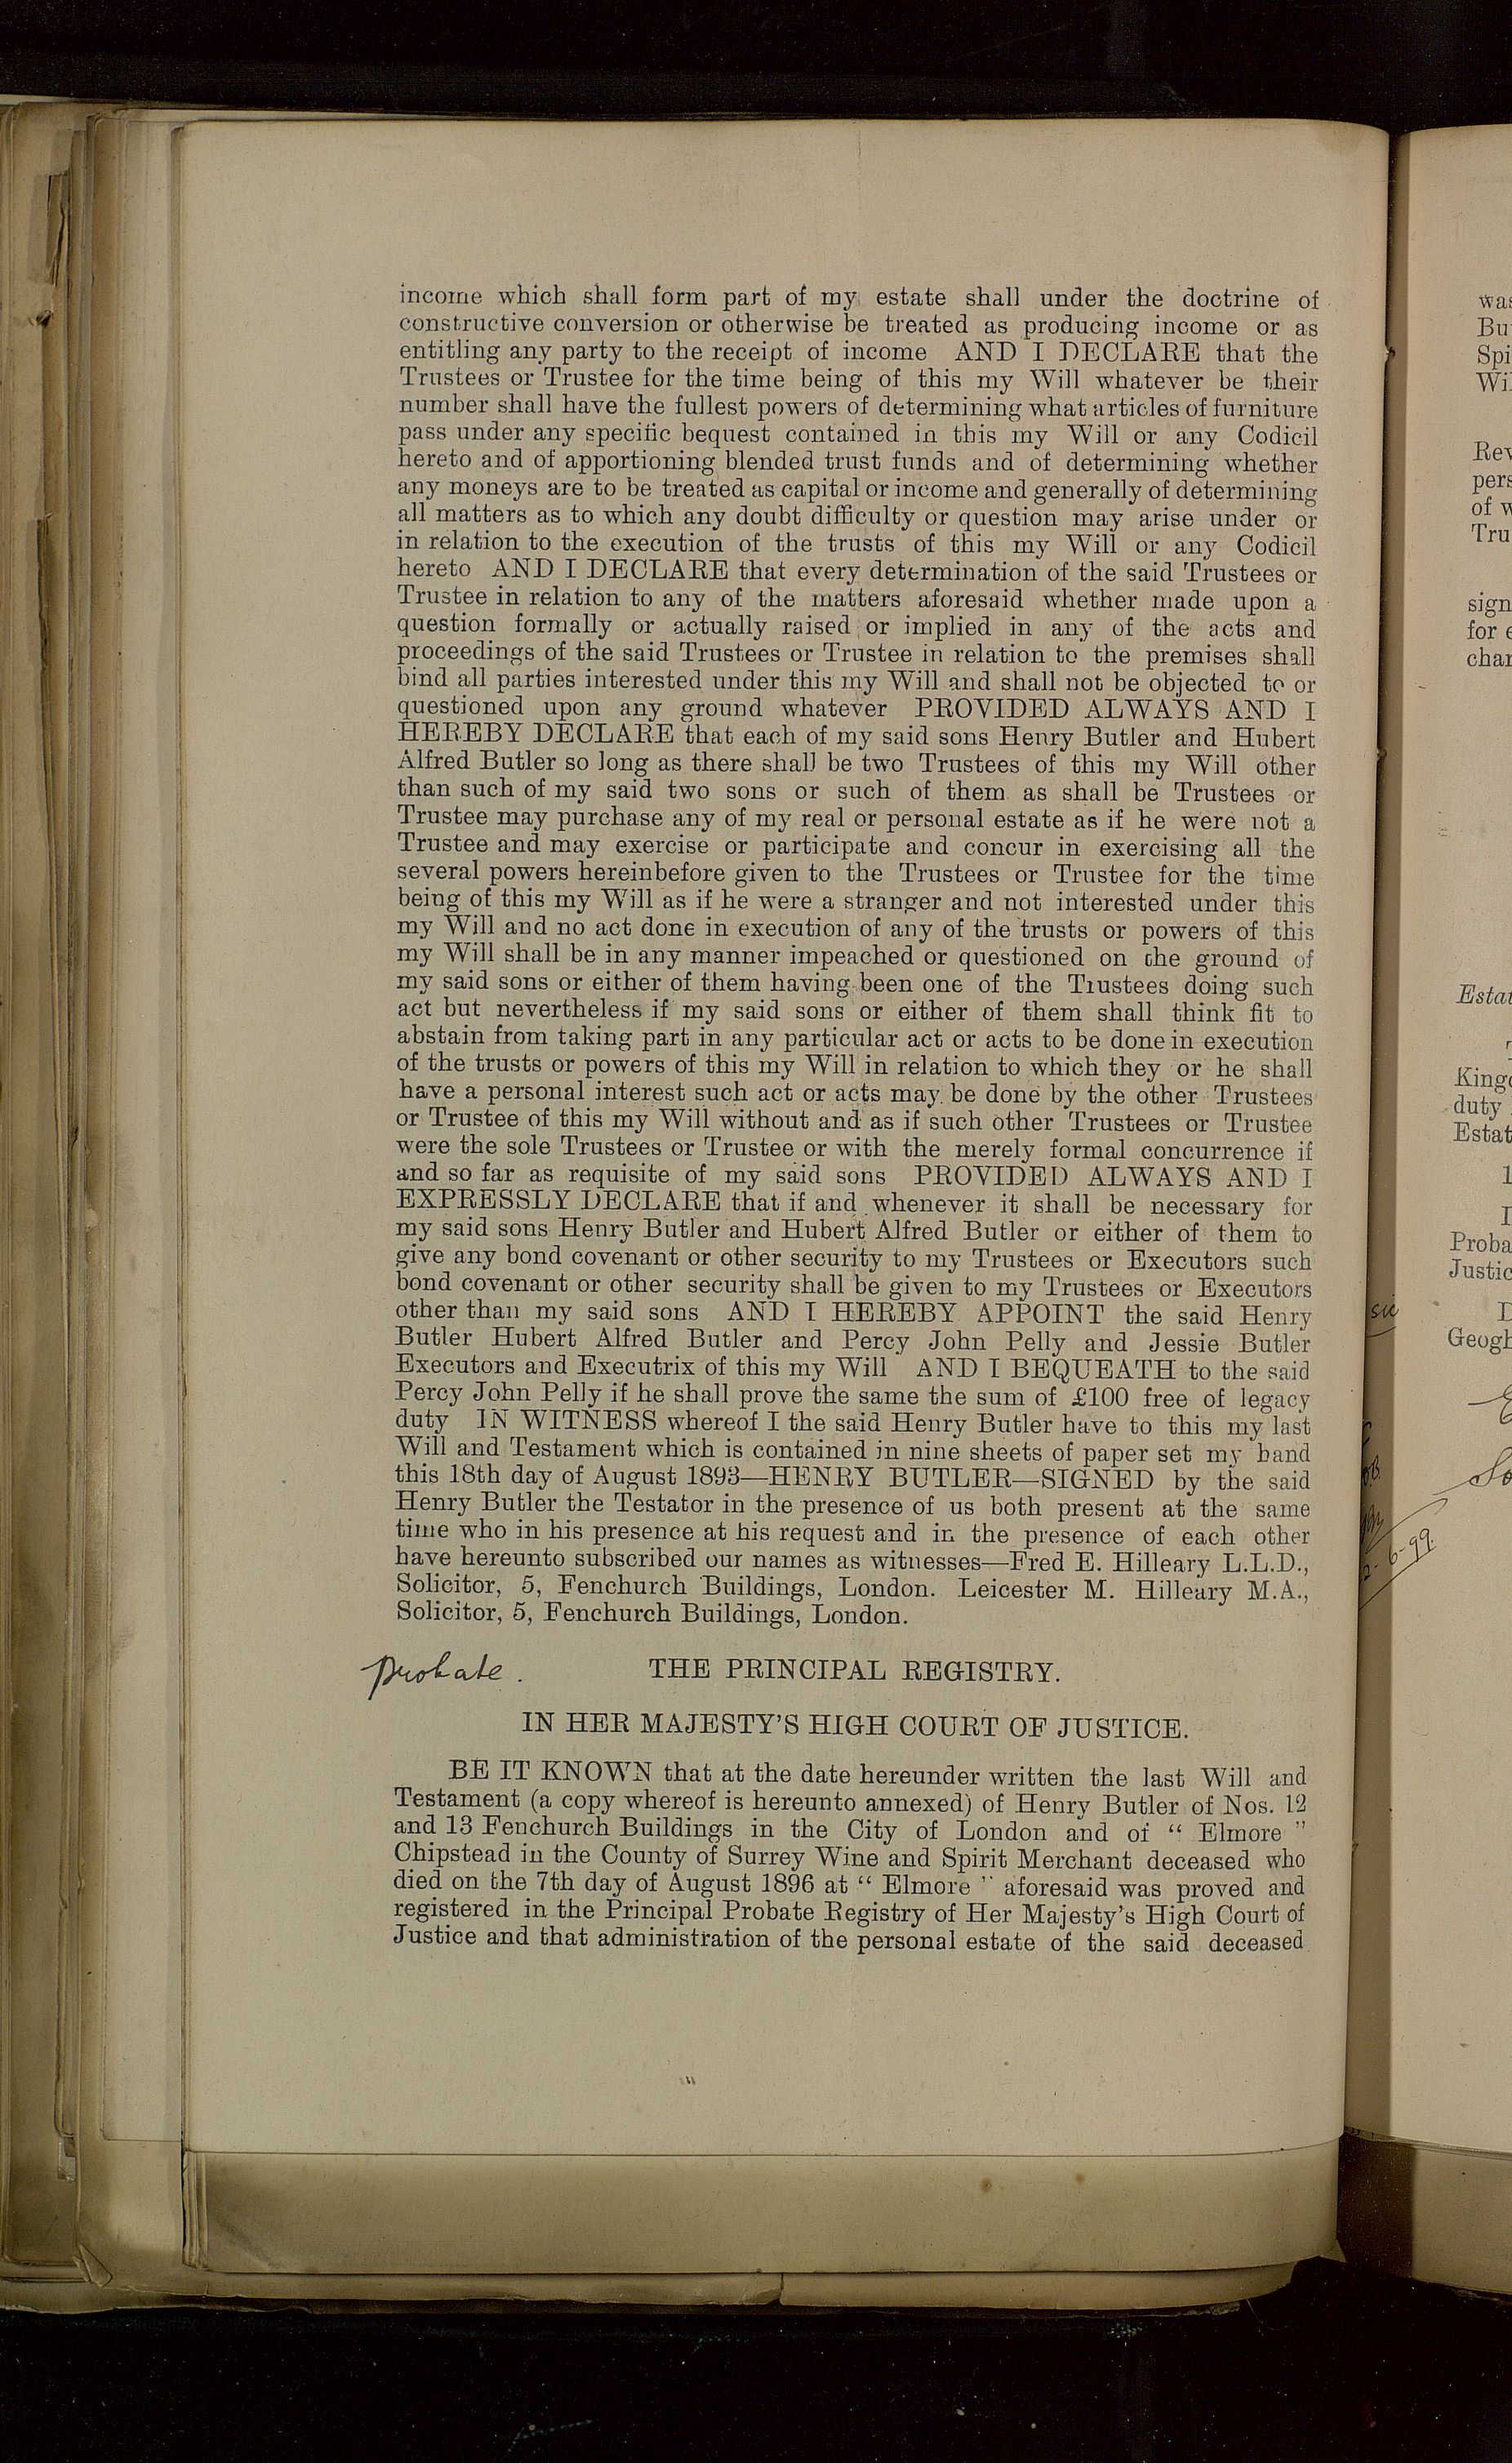 income which shall form part of my estate shall under the doctrine of
constructive conversion or otherwise be treated as producing income or as
entitling any party to the receipt of income AND I DECLARE that the
Trustees or Trustee for the time being of this my Will whatever be their
number shall have the fullest powers of determining what articles of furniture
pass under any specific bequest contained in this my Will or any Codicil
hereto and of apportioning blended trust funds and of determining whether
any moneys are to be treated as capital or income and generally of determining
all matters as to which any doubt difficulty or question may arise under or
in relation to the execution of the trusts of this my Will or any Codicil
hereto AND I DECLARE that every determination of the said Trustees or
Trustee in relation to any of the matters aforesaid whether made upon a
question formally or actually raised or implied in any of the acts and
proceedings of the said Trustees or Trustee in relation to the premises shall
bind all parties interested under this my Will and shall not be objected to or
questioned upon any ground whatever PROVIDED ALWAYS AND I
HEREBY DECLARE that each of my said sons Henry Butler and Hubert
Alfred Butler so long as there shall be two Trustees of this my Will other
than such of my said two sons or such of them as shall be Trustees or
Trustee may purchase any of my real or personal estate as if he were not a
Trustee and may exercise or participate and concur in exercising all the
several powers hereinbefore given to the Trustees or Trustee for the time
being of this my Will as if he were a stranger and not interested under this
my Will and no act done in execution of any of the trusts or powers of this
my Will shall be in any manner impeached or questioned on the ground of
my said sons or either of them having been one of the Trustees doing such
act but nevertheless if my said sons or either of them shall think fit to
abstain from taking part in any particular act or acts to be done in execution
of the trusts or powers of this my Will in relation to which they or he shall
have a personal interest such act or acts may be done by the other Trustees
or Trustee of this my Will without and as if such other Trustees or Trustee
were the sole Trustees or Trustee or with the merely formal concurrence if
and so far as requisite of my said sons PROVIDED ALWAYS AND I
EXPRESSLY DECLARE that if and whenever it shall be necessary for
my said sons Henry Butler and Hubert Alfred Butler or either of them to
give any bond covenant or other security to my Trustees or Executors such
bond covenant or other security shall be given to my Trustees or Executors
other than my said sons AND I HEREBY APPOINT the said Henry
Butler Hubert Alfred Butler and Percy John Pelly and Jessie Butler
Executors and Executrix of this my Will AND I BEQUEATH to the said
Percy John Pelly if he shall prove the same the sum of £100 free of legacy
duty IN WITNESS whereof I the said Henry Butler have to this my last
Will and Testament which is contained in nine sheets of paper set my hand
this 18th day of August 1893—HENRY BUTLER—SIGNED by the said
Henry Butler the Testator in the presence of us both present at the same
time who in his presence at his request and in the presence of each other
have hereunto subscribed our names as witnesses—Fred E. Hilleary L.L.D.,
Solicitor, 5, Fenchurch Buildings, London. Leicester M. Hilleary M.A.,
Solicitor, 5, Fenchurch Buildings, London.
Probate. THE PRINCIPAL REGISTRY.
IN HER MAJESTY'S HIGH COURT OF JUSTICE.
BE IT KNOWN that at the date hereunder written the last Will and
Testament (a copy whereof is hereunto annexed) of Henry Butler of Nos. 12
and 13 Fenchurch Buildings in the City of London and of " Elmore "
Chipstead in the County of Surrey Wine and Spirit Merchant deceased who
died on the 7th day of August 1896 at " Elmore " aforesaid was proved and
registered in the Principal Probate Registry of Her Majesty's High Court of
Justice and that administration of the personal estate of the said deceased
was
Bu
Spi
Wil
Rev
pers
of w
Tru
sign
for e
char
Estat
Kingd
duty
Estat
1
Proba
Justic
sic
D
Geogh
6-99